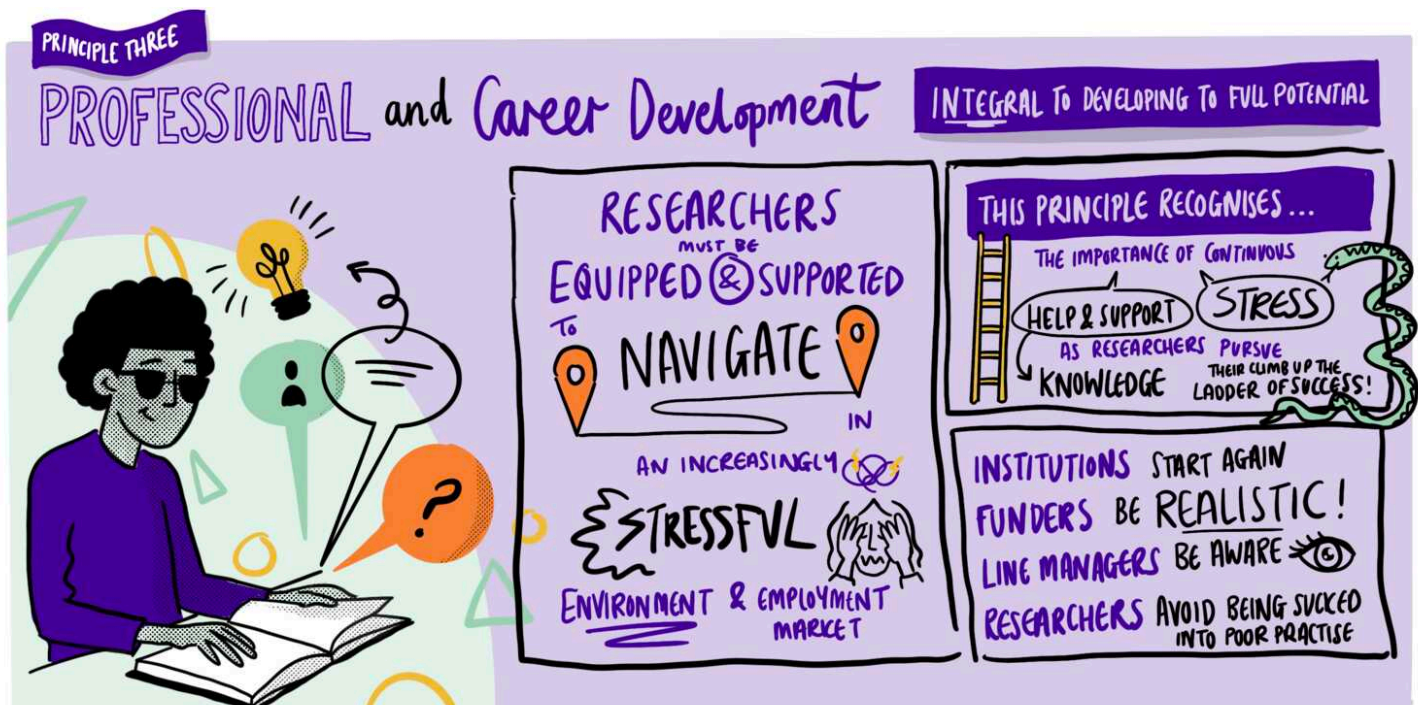 PRINCIPLE THREE
PROFESSIONAL and Career Development
INTEGRAL TO DEVELOPING TO FULL POTENTIAL
RESEARCHERS
MUST BE
EQUIPPED & SUPPORTED
TO
NAVIGATE
IN
AN INCREASINGLY
STRESSFUL
ENVIRONMENT & EMPLOYMENT
MARKET
THIS PRINCIPLE RECOGNISES...
THE IMPORTANCE OF CONTINUOUS
HELP & SUPPORT
STRESS
AS RESEARCHERS PURSUE
KNOWLEDGE
THEIR CLIMB UP THE
LADDER OF SUCCESS!
INSTITUTIONS START AGAIN
FUNDERS BE REALISTIC!
LINE MANAGERS BE AWARE
RESEARCHERS AVOID BEING SUCKED
INTO POOR PRACTISE
?